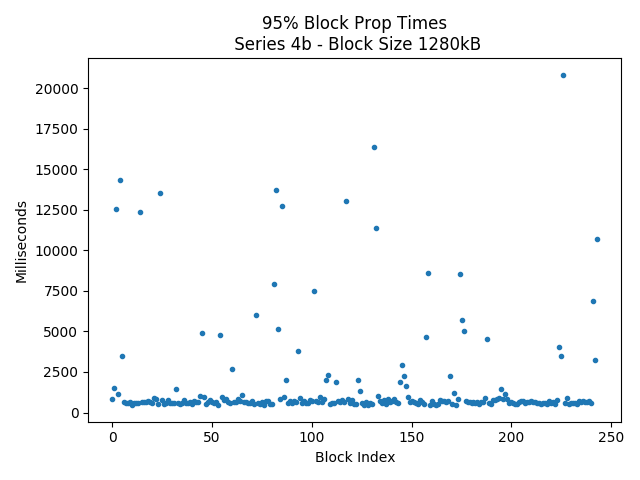 95% Block Prop Times
Series 4b - Block Size 1280kB
20000
17500
15000
12500
10000
7500
5000
2500
0
Milliseconds
0 50 100 150 200 250
Block Index